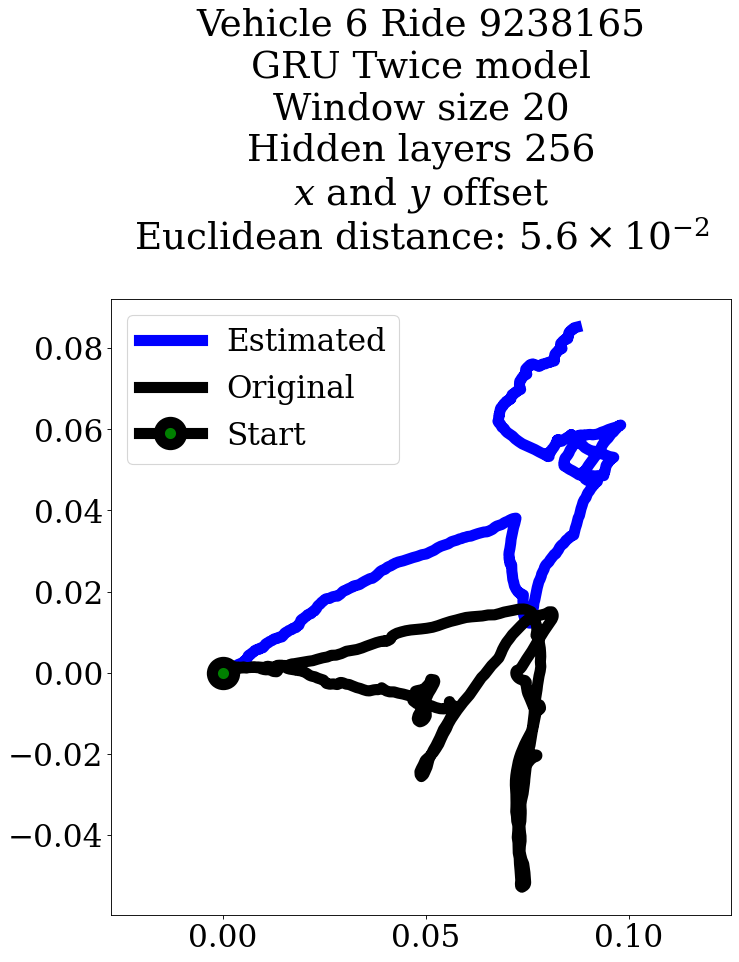 Vehicle 6 Ride 9238165
GRU Twice model
Window size 20
Hidden layers 256
x and y offset
Euclidean distance: 5.6 × 10⁻²
Estimated
Original
Start
0.08
0.06
0.04
0.02
0.00
−0.02
−0.04
0.00 0.05 0.10